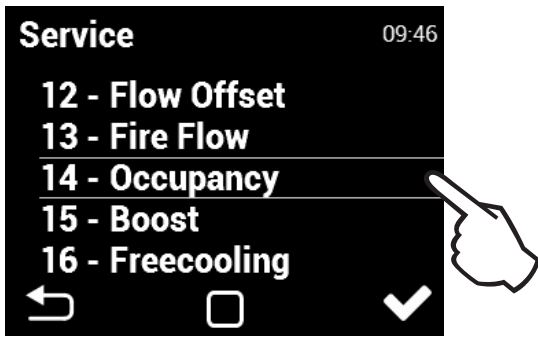 Service 09:46
12 - Flow Offset
13 - Fire Flow
14 - Occupancy
15 - Boost
16 - Freecooling